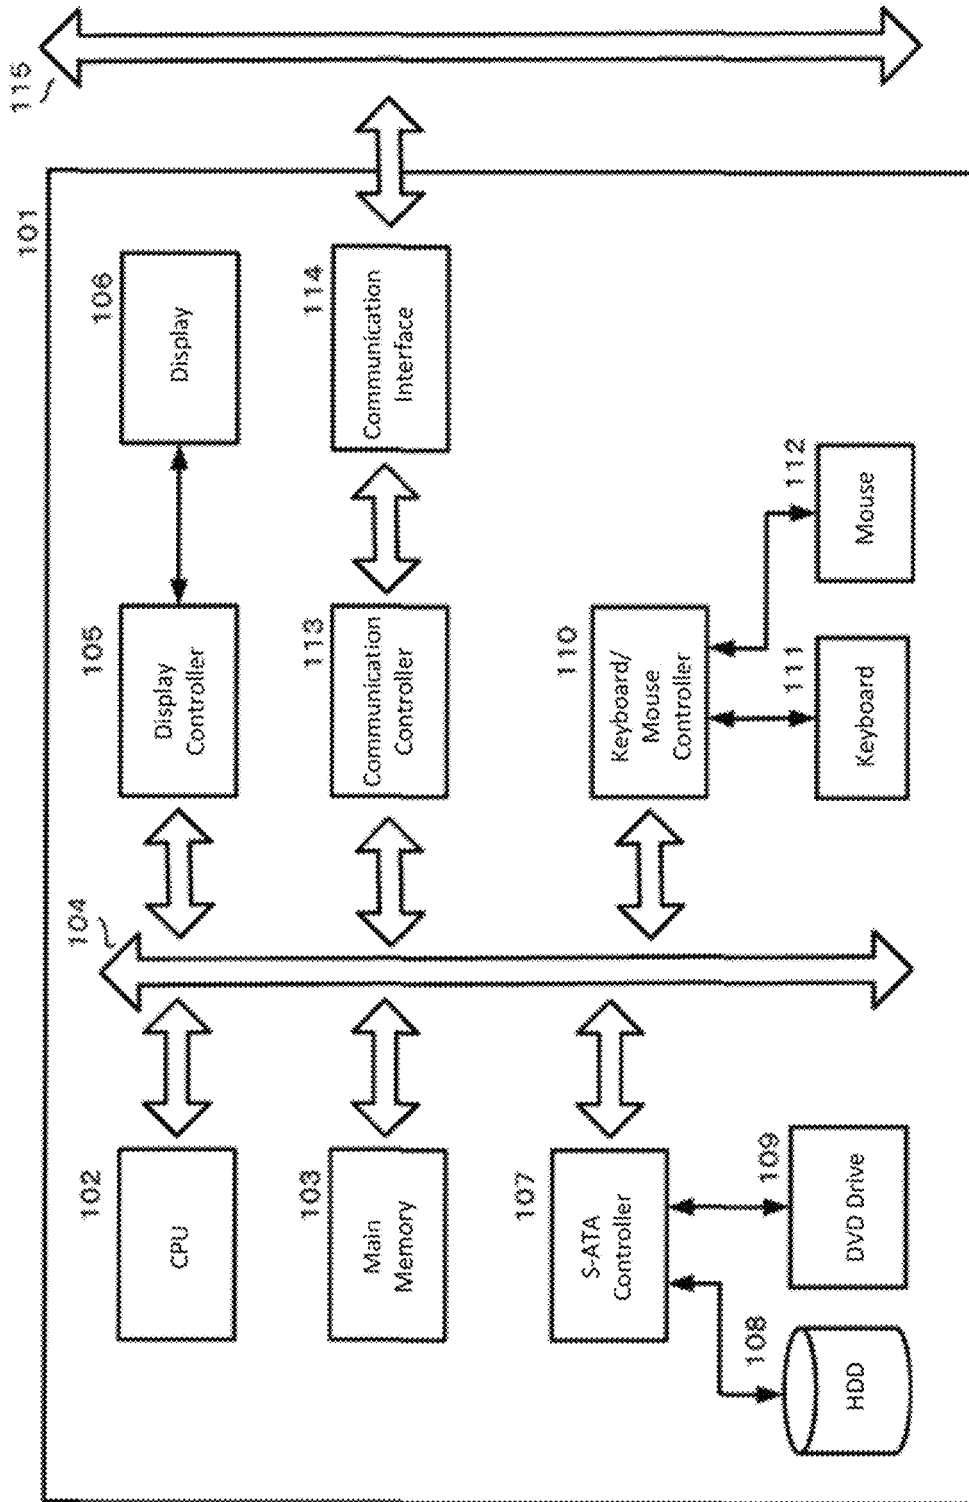 101
115
102
CPU
104
105
Display
Controller
106
Display
103
Main
Memory
113
Communication
Controller
114
Communication
Interface
107
S-ATA
Controller
110
Keyboard/
Mouse
Controller
108
HDD
109
DVD Drive
111
Keyboard
112
Mouse